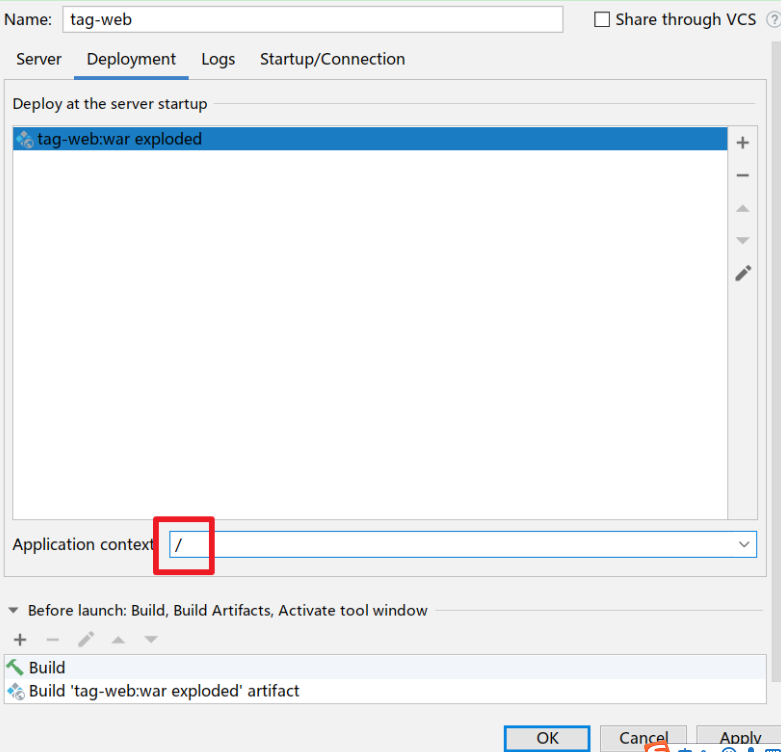 Name: tag-web Share through VCS ?
Server Deployment Logs Startup/Connection
Deploy at the server startup
tag-web:war exploded
Application context /
Before launch: Build, Build Artifacts, Activate tool window
Build
Build 'tag-web:war exploded' artifact
OK Cancel Apply